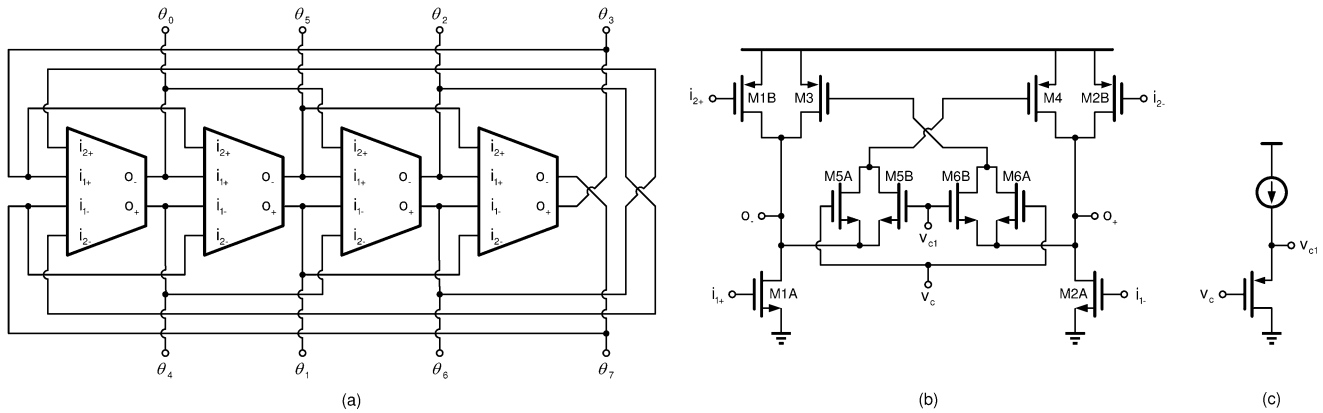 θ0 θ5 θ2 θ3
i2+ i2+ i2+ i2+
i1+ o- i1+ o- i1+ o- i1+ o-
i1- o+ i1- o+ i1- o+ i1- o+
i2- i2- i2- i2-
θ4 θ1 θ6 θ7
(a)
i2+ M1B M3 M4 M2B i2-
M5A M5B M6B M6A
o- vc1 o+
vc
i1+ M1A M2A i1-
(b)
vc1
vc
(c)